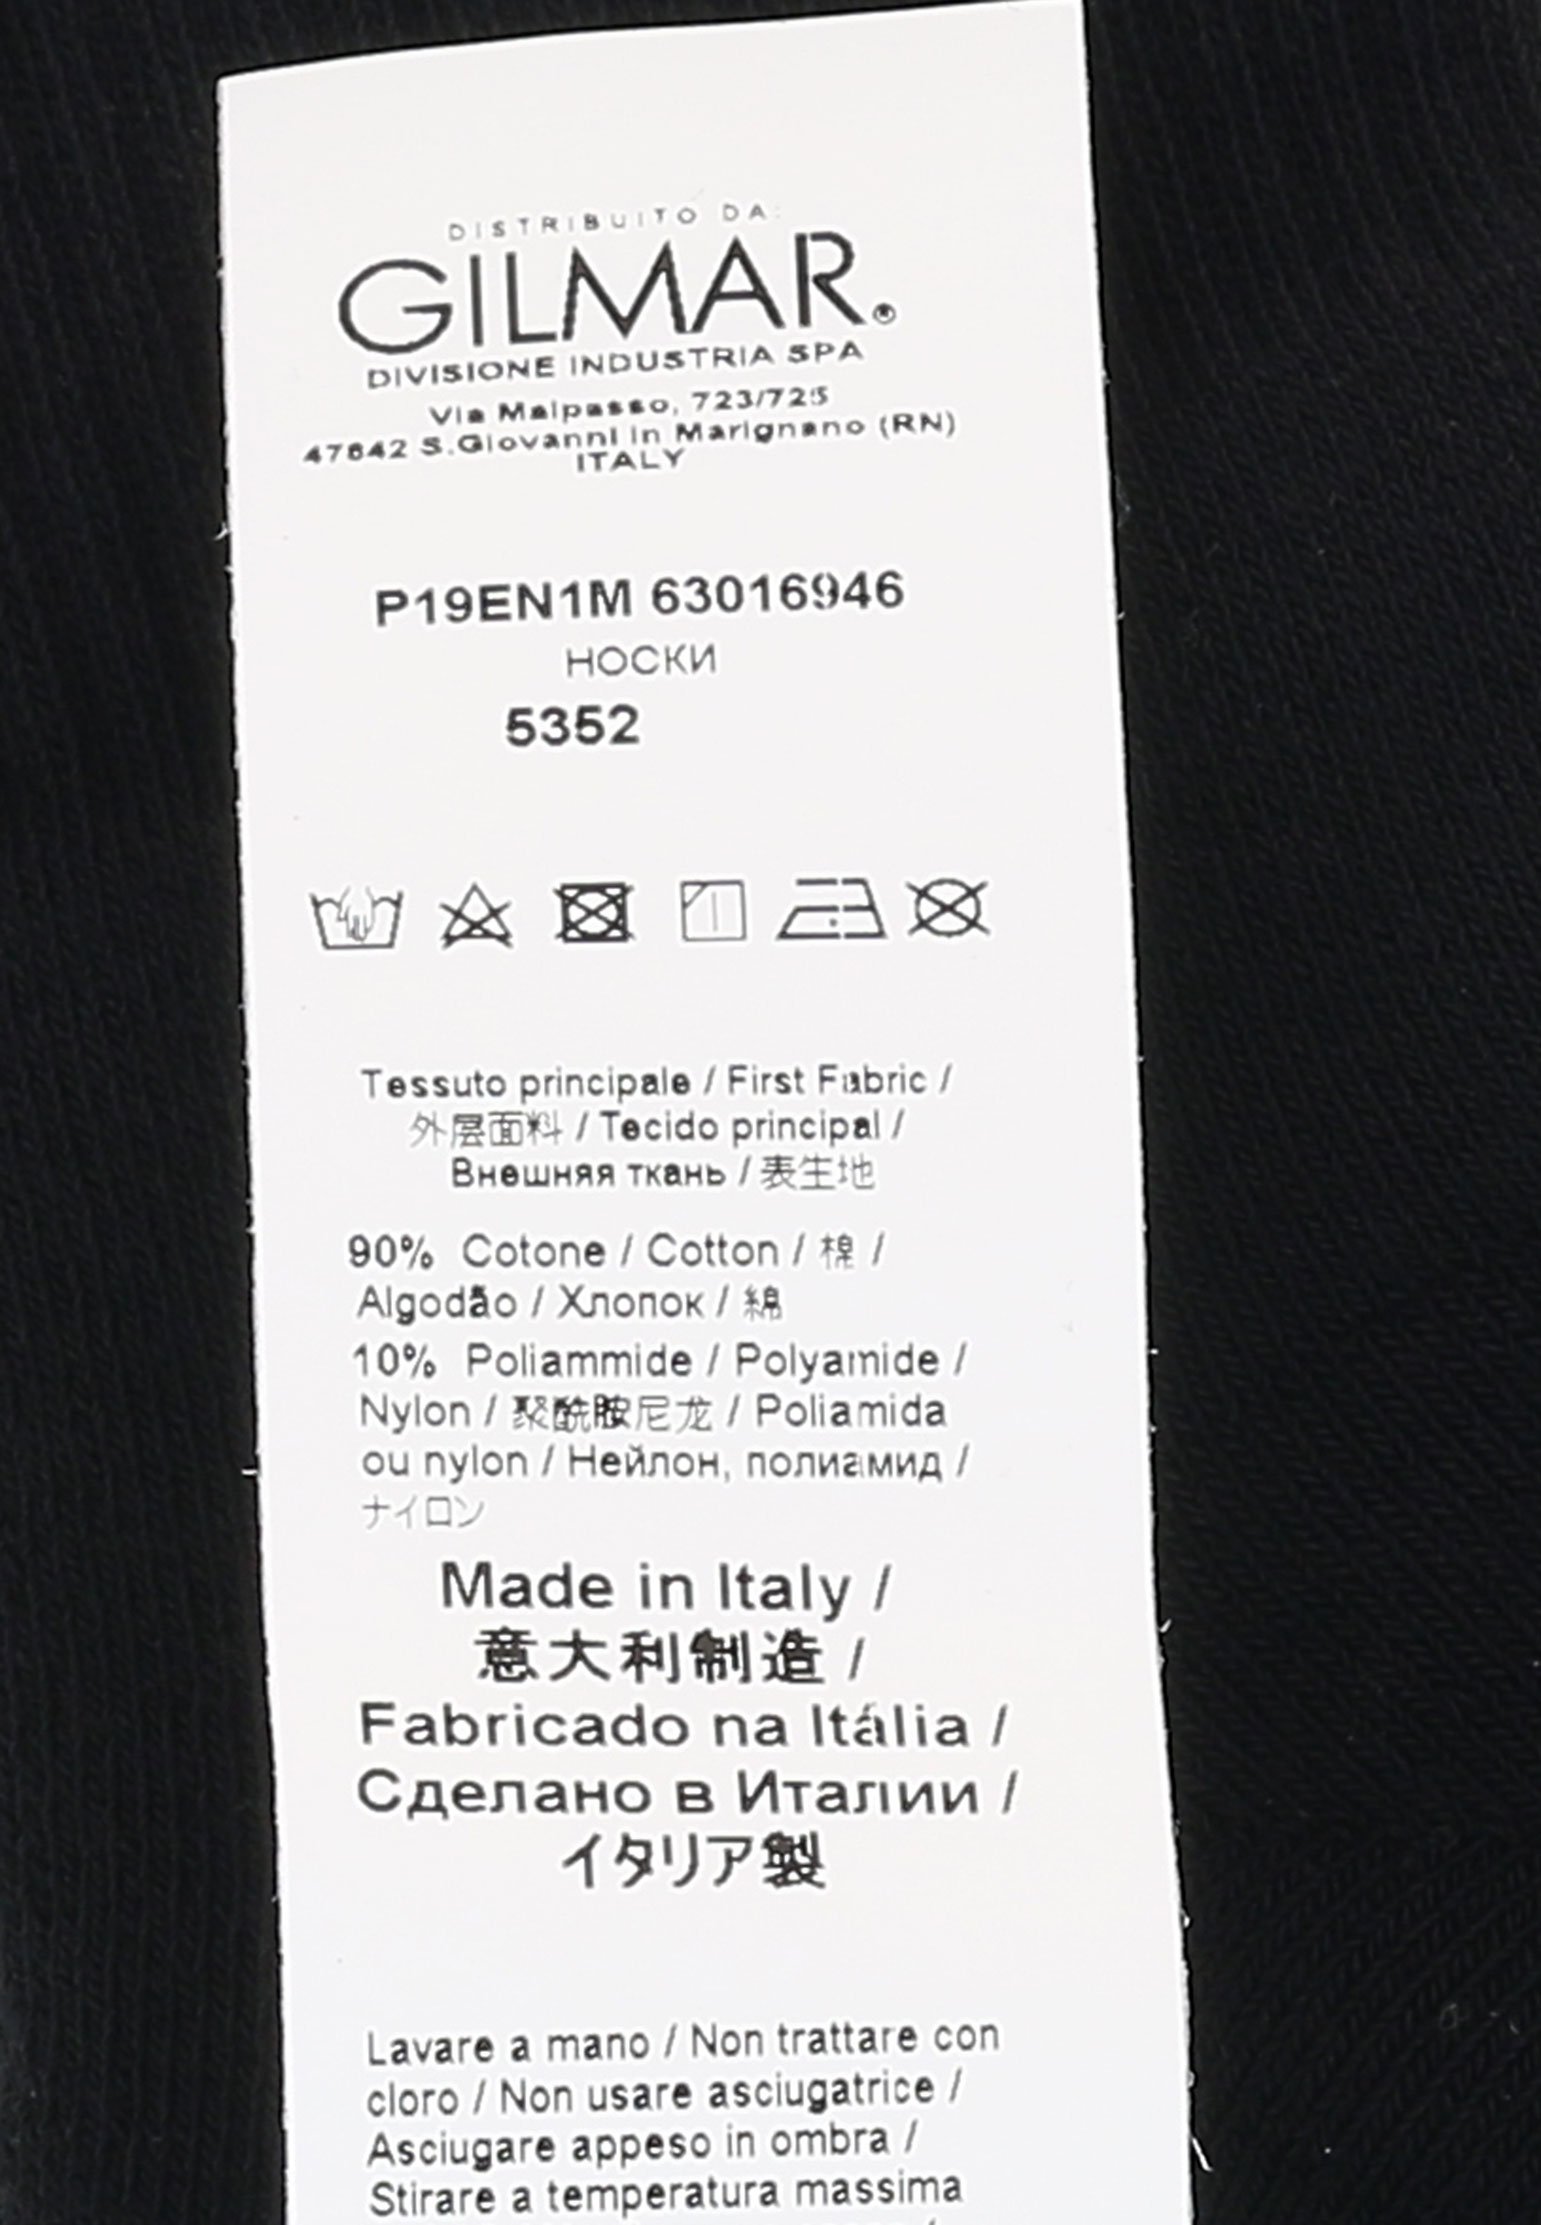 DISTRIBUITO DA:
GILMAR.®
DIVISIONE INDUSTRIA SPA
Via Malpasso, 723/725
47842 S.Giovanni in Marignano (RN)
ITALY
P19EN1M 63016946
НОСКИ
5352
Tessuto principale / First Fabric /
外层面料 / Tecido principal /
Внешняя ткань / 表生地
90% Cotone / Cotton / 棉 /
Algodão / Хлопок / 綿
10% Poliammide / Polyamide /
Nylon / 聚酰胺尼龙 / Poliamida
ou nylon / Нейлон, полиамид /
ナイロン
Made in Italy /
意大利制造 /
Fabricado na Itália /
Сделано в Италии /
イタリア製
Lavare a mano / Non trattare con
cloro / Non usare asciugatrice /
Asciugare appeso in ombra /
Stirare a temperatura massima